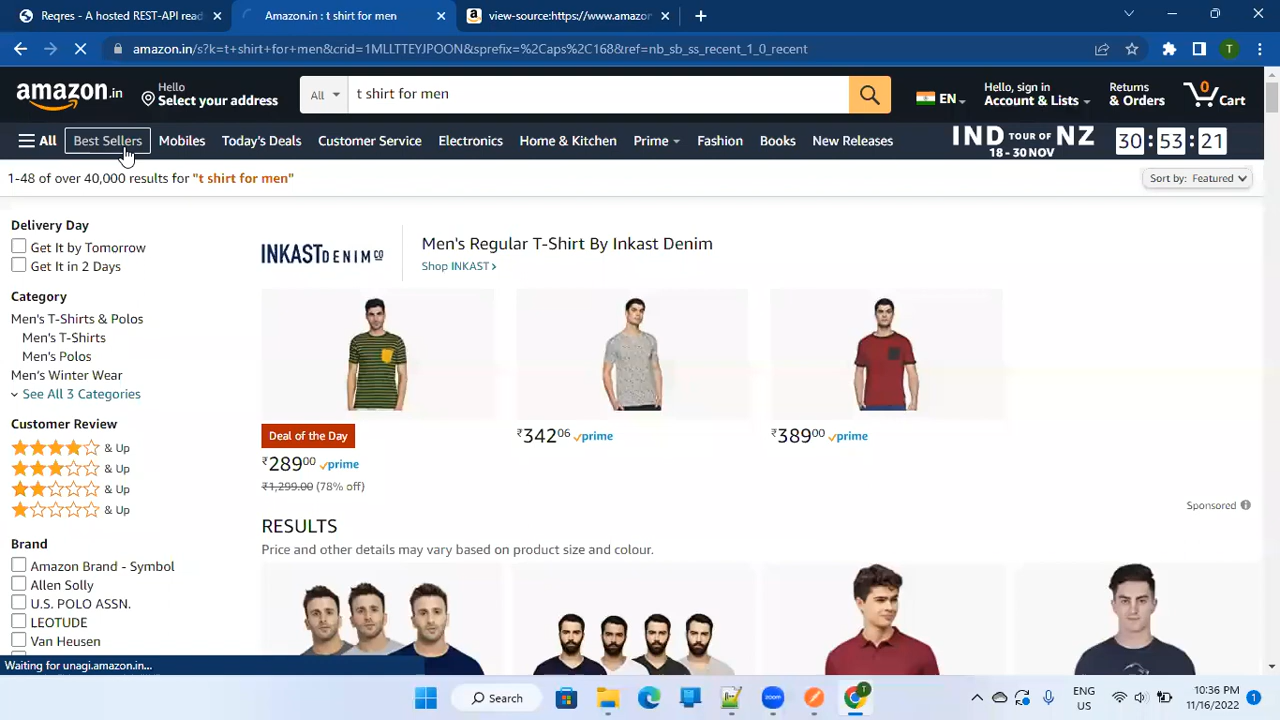 Reqres - A hosted REST-API read
Amazon.in : t shirt for men
view-source:https://www.amazon
amazon.in/s?k=t+shirt+for+men&crid=1MLLTTEYJPOON&sprefix=%2Caps%2C168&ref=nb_sb_ss_recent_1_0_recent
T
amazon.in
Hello
Select your address
All
t shirt for men
EN
Hello, sign in
Account & Lists
Returns
& Orders
0
Cart
All
Best Sellers
Mobiles
Today's Deals
Customer Service
Electronics
Home & Kitchen
Prime
Fashion
Books
New Releases
IND TOUR OF NZ
18 - 30 NOV
30:53:21
1-48 of over 40,000 results for "t shirt for men"
Sort by: Featured
Delivery Day
Get It by Tomorrow
Get It in 2 Days
Category
Men's T-Shirts & Polos
Men's T-Shirts
Men's Polos
Men's Winter Wear
See All 3 Categories
Customer Review
& Up
& Up
& Up
& Up
Brand
Amazon Brand - Symbol
Allen Solly
U.S. POLO ASSN.
LEOTUDE
Van Heusen
INKAST DENIM CO
Men's Regular T-Shirt By Inkast Denim
Shop INKAST
Deal of the Day
₹289.00 prime
₹1,299.00 (78% off)
₹342.06 prime
₹389.00 prime
Sponsored
RESULTS
Price and other details may vary based on product size and colour.
Waiting for unagi.amazon.in...
Search
zoom
T
ENG
US
10:36 PM
11/16/2022
1